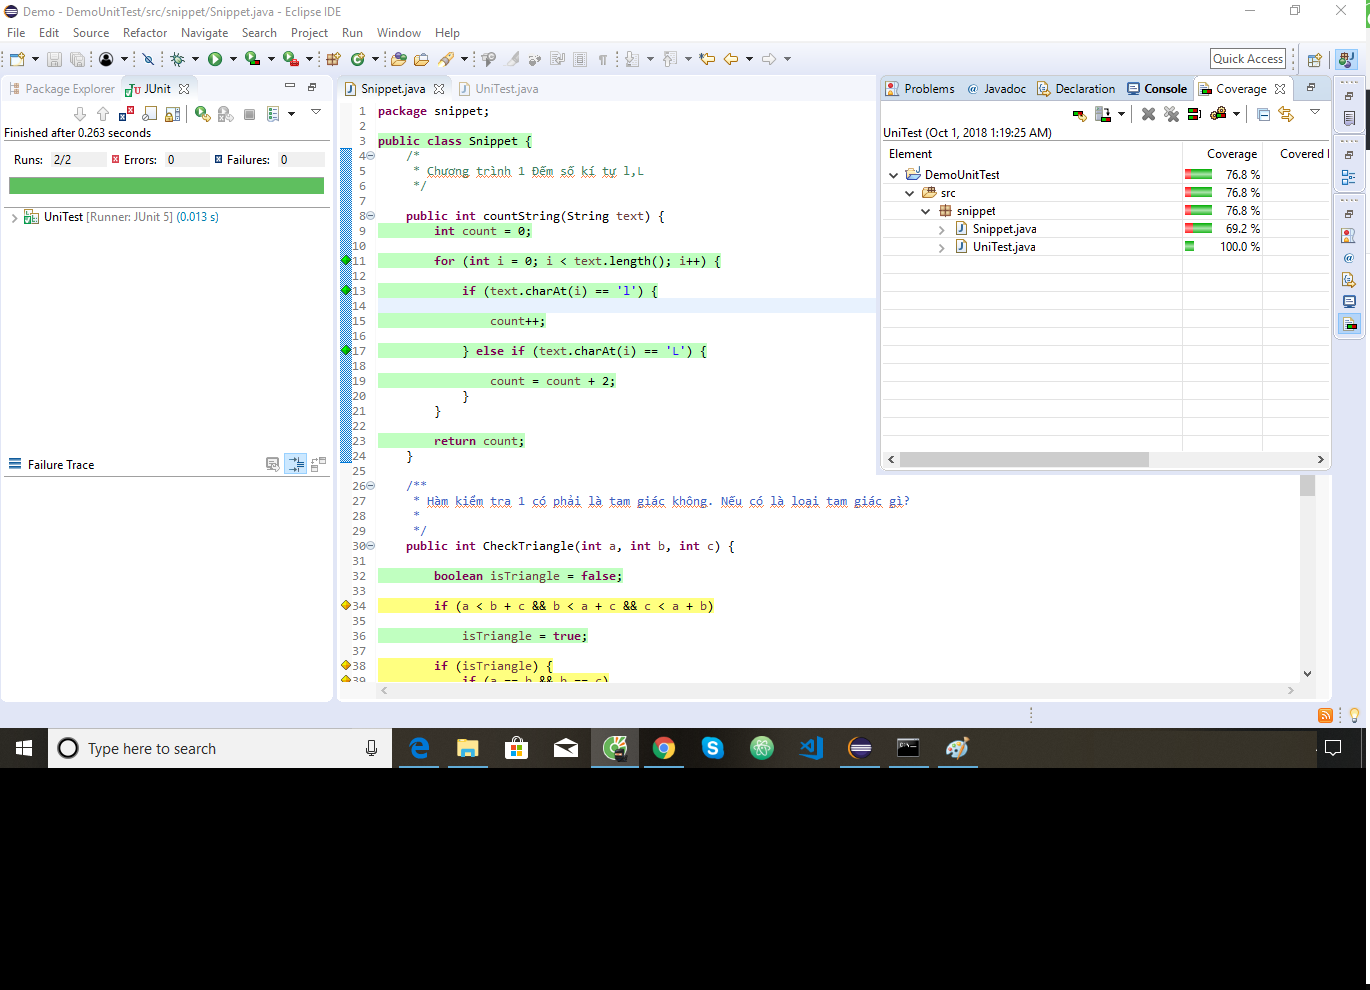 Demo - DemoUnitTest/src/snippet/Snippet.java - Eclipse IDE
File Edit Source Refactor Navigate Search Project Run Window Help
Quick Access
Package Explorer JUnit
Finished after 0.263 seconds
Runs: 2/2 Errors: 0 Failures: 0
UniTest [Runner: JUnit 5] (0.013 s)
Failure Trace
Snippet.java UniTest.java
1 package snippet;
2
3 public class Snippet {
4 /*
5 * Chương trình 1 Đếm số kí tự l,L
6 */
7
8 public int countString(String text) {
9 int count = 0;
10
11 for (int i = 0; i < text.length(); i++) {
12
13 if (text.charAt(i) == 'l') {
14
15 count++;
16
17 } else if (text.charAt(i) == 'L') {
18
19 count = count + 2;
20 }
21 }
22
23 return count;
24 }
25
26 /**
27 * Hàm kiểm tra 1 có phải là tam giác không. Nếu có là loại tam giác gì?
28 *
29 */
30 public int CheckTriangle(int a, int b, int c) {
31
32 boolean isTriangle = false;
33
34 if (a < b + c && b < a + c && c < a + b)
35
36 isTriangle = true;
37
38 if (isTriangle) {
39 if (a == b && b == c)
Problems Javadoc Declaration Console Coverage
UniTest (Oct 1, 2018 1:19:25 AM)
Element Coverage Covered I
DemoUnitTest 76.8 %
src 76.8 %
snippet 76.8 %
Snippet.java 69.2 %
UniTest.java 100.0 %
Type here to search